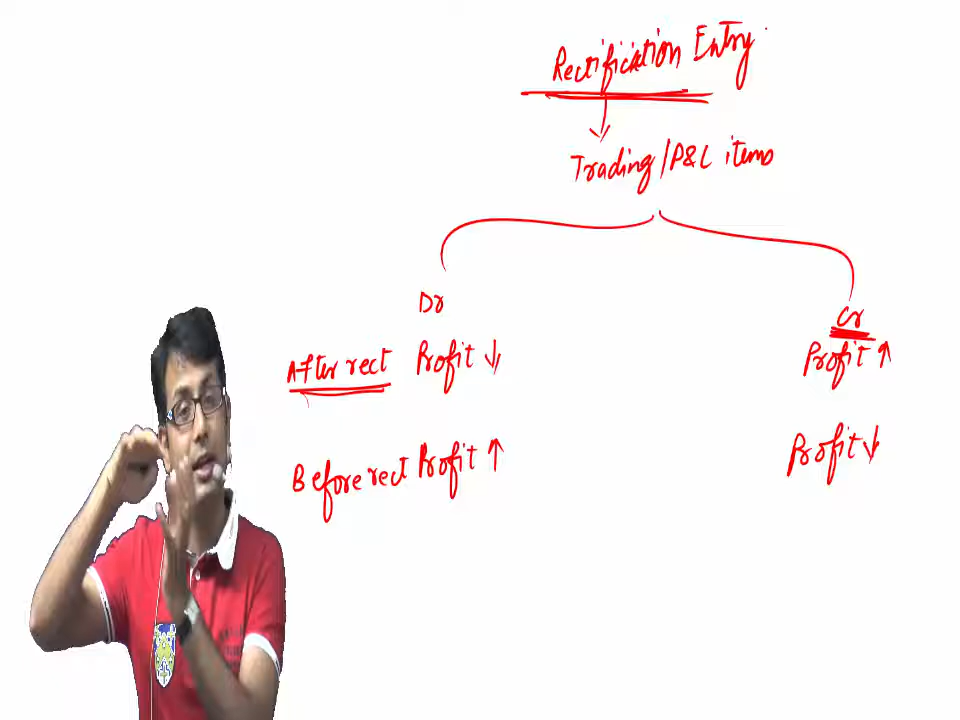 Rectification Entry
Trading/P&L items
Dr
Cr
After rect Profit ↓
Profit ↑
Before rect Profit ↑
Profit ↓